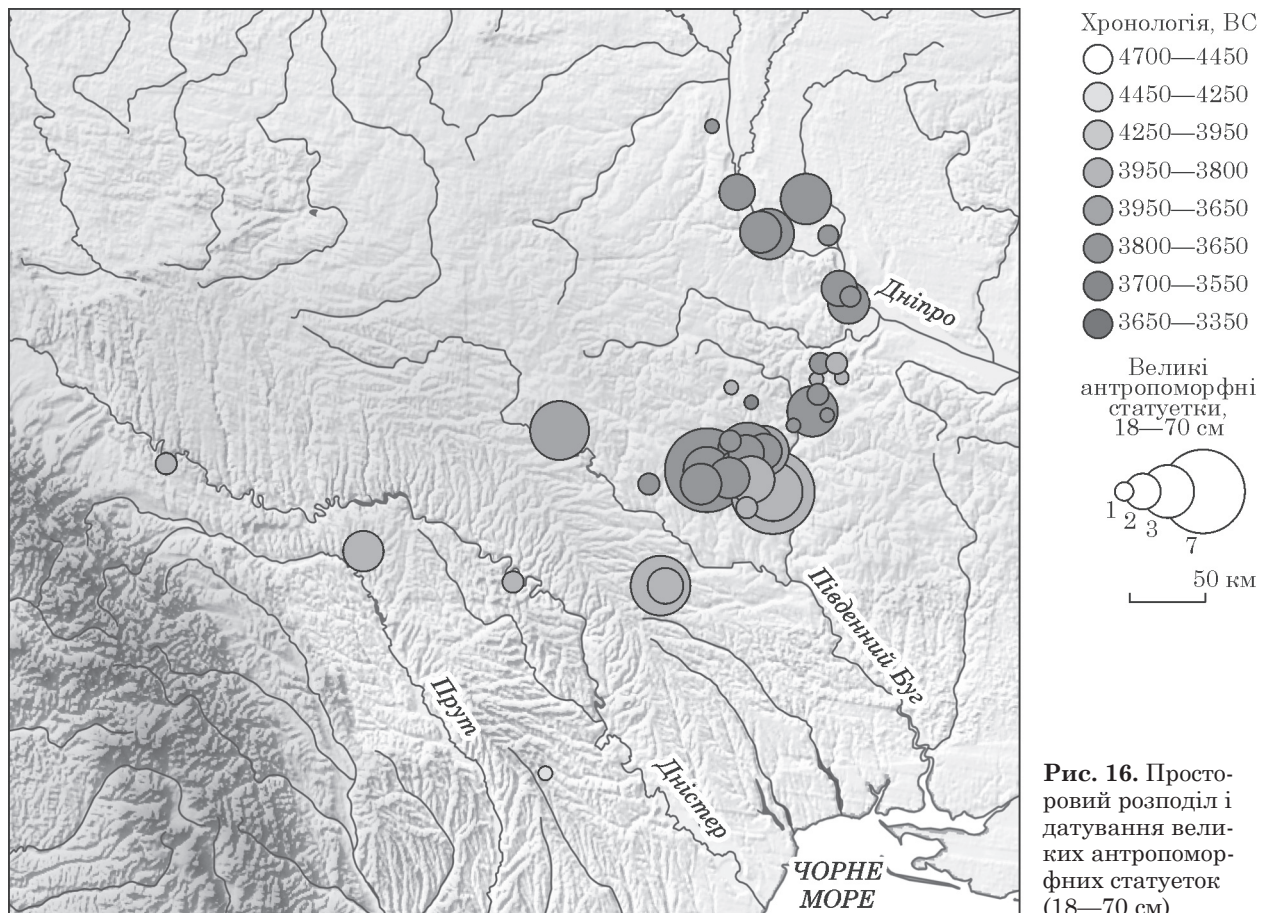 Хронологія, BC
4700—4450
4450—4250
4250—3950
3950—3800
3950—3650
3800—3650
3700—3550
3650—3350
Великі
антропоморфні
статуетки,
18—70 см
1
2
3
7
50 км
Дніпро
Південний Буг
Прут
Дністер
ЧОРНЕ
МОРЕ
Рис. 16. Просто-
ровий розподіл і
датування вели-
ких антропомор-
фних статуеток
(18—70 см)